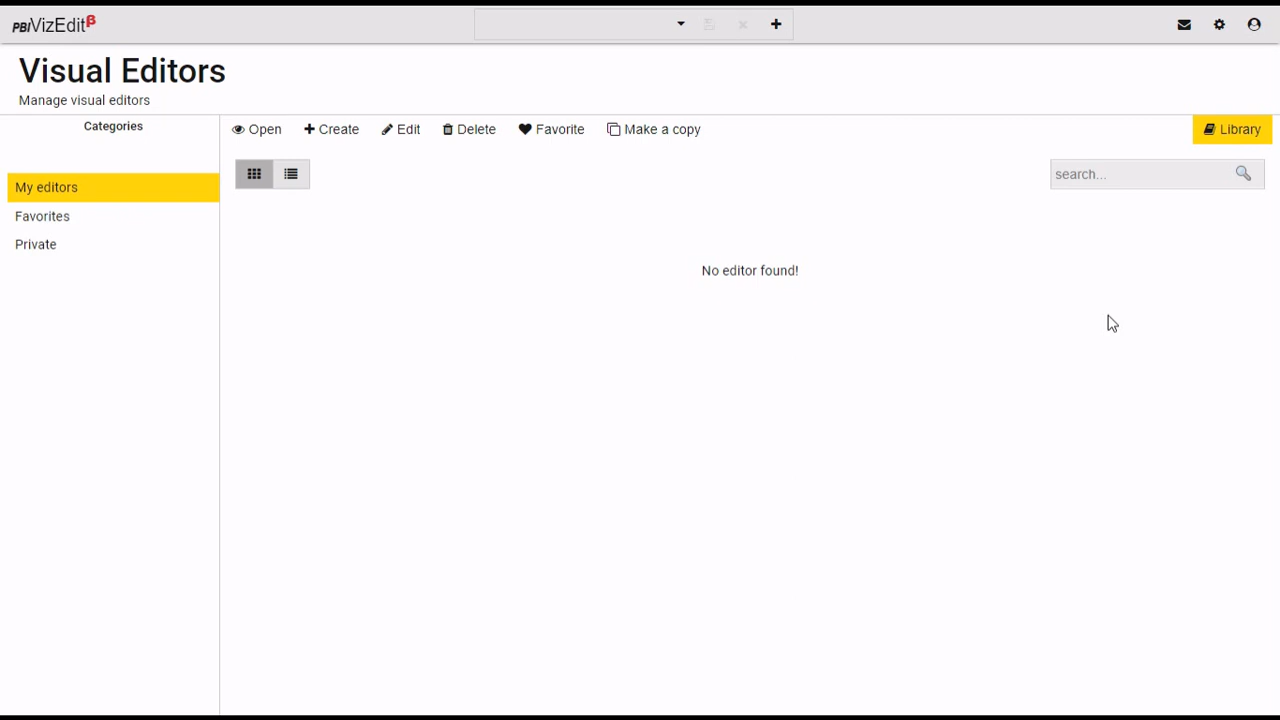 PBIVizEditβ
Visual Editors
Manage visual editors
Categories
My editors
Favorites
Private
Open Create Edit Delete Favorite Make a copy Library
search...
No editor found!